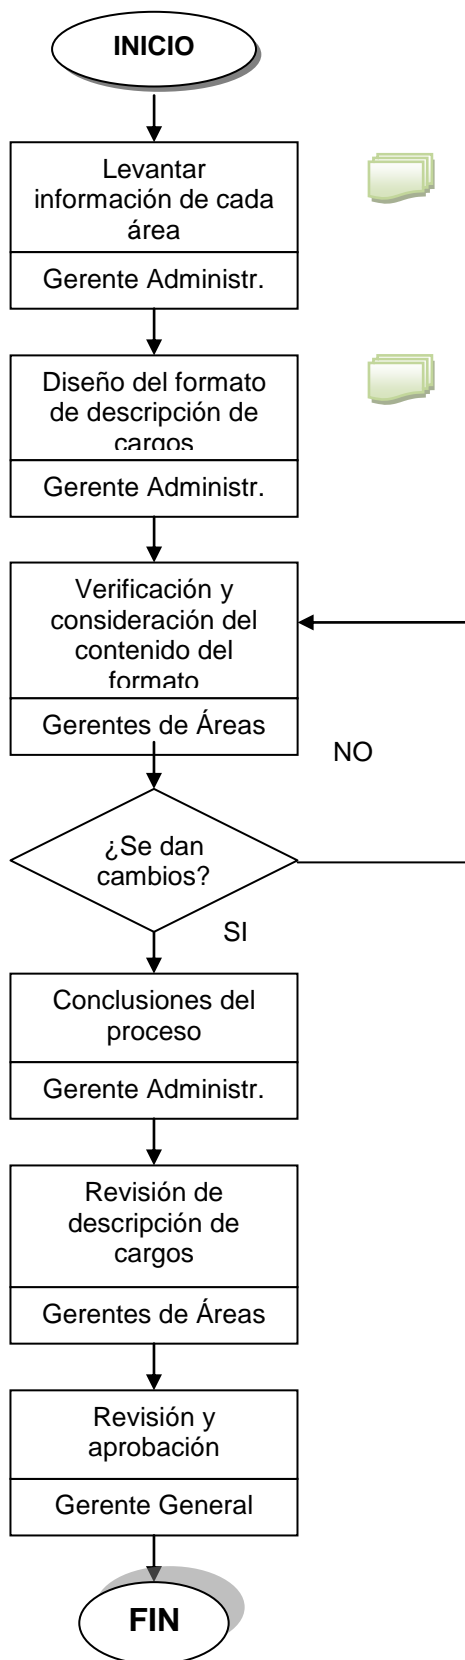 INICIO
Levantar
información de cada
área
Gerente Administr.
Diseño del formato
de descripción de
cargos
Gerente Administr.
Verificación y
consideración del
contenido del
formato
Gerentes de Áreas
NO
¿Se dan
cambios?
SI
Conclusiones del
proceso
Gerente Administr.
Revisión de
descripción de
cargos
Gerentes de Áreas
Revisión y
aprobación
Gerente General
FIN